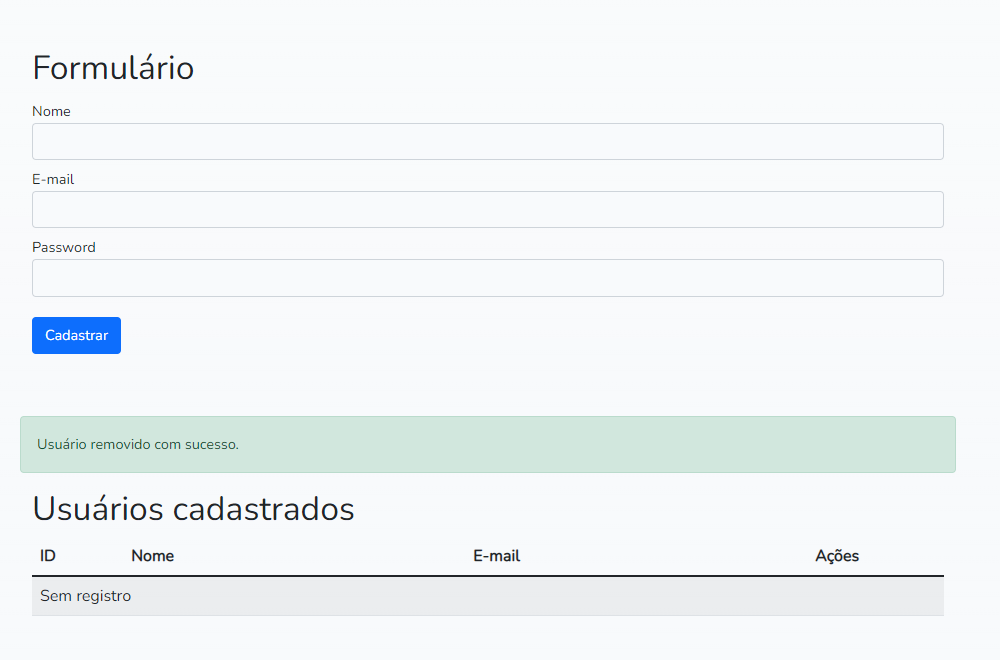 Formulário
Nome
E-mail
Password
Cadastrar
Usuário removido com sucesso.
Usuários cadastrados
ID Nome E-mail Ações
Sem registro